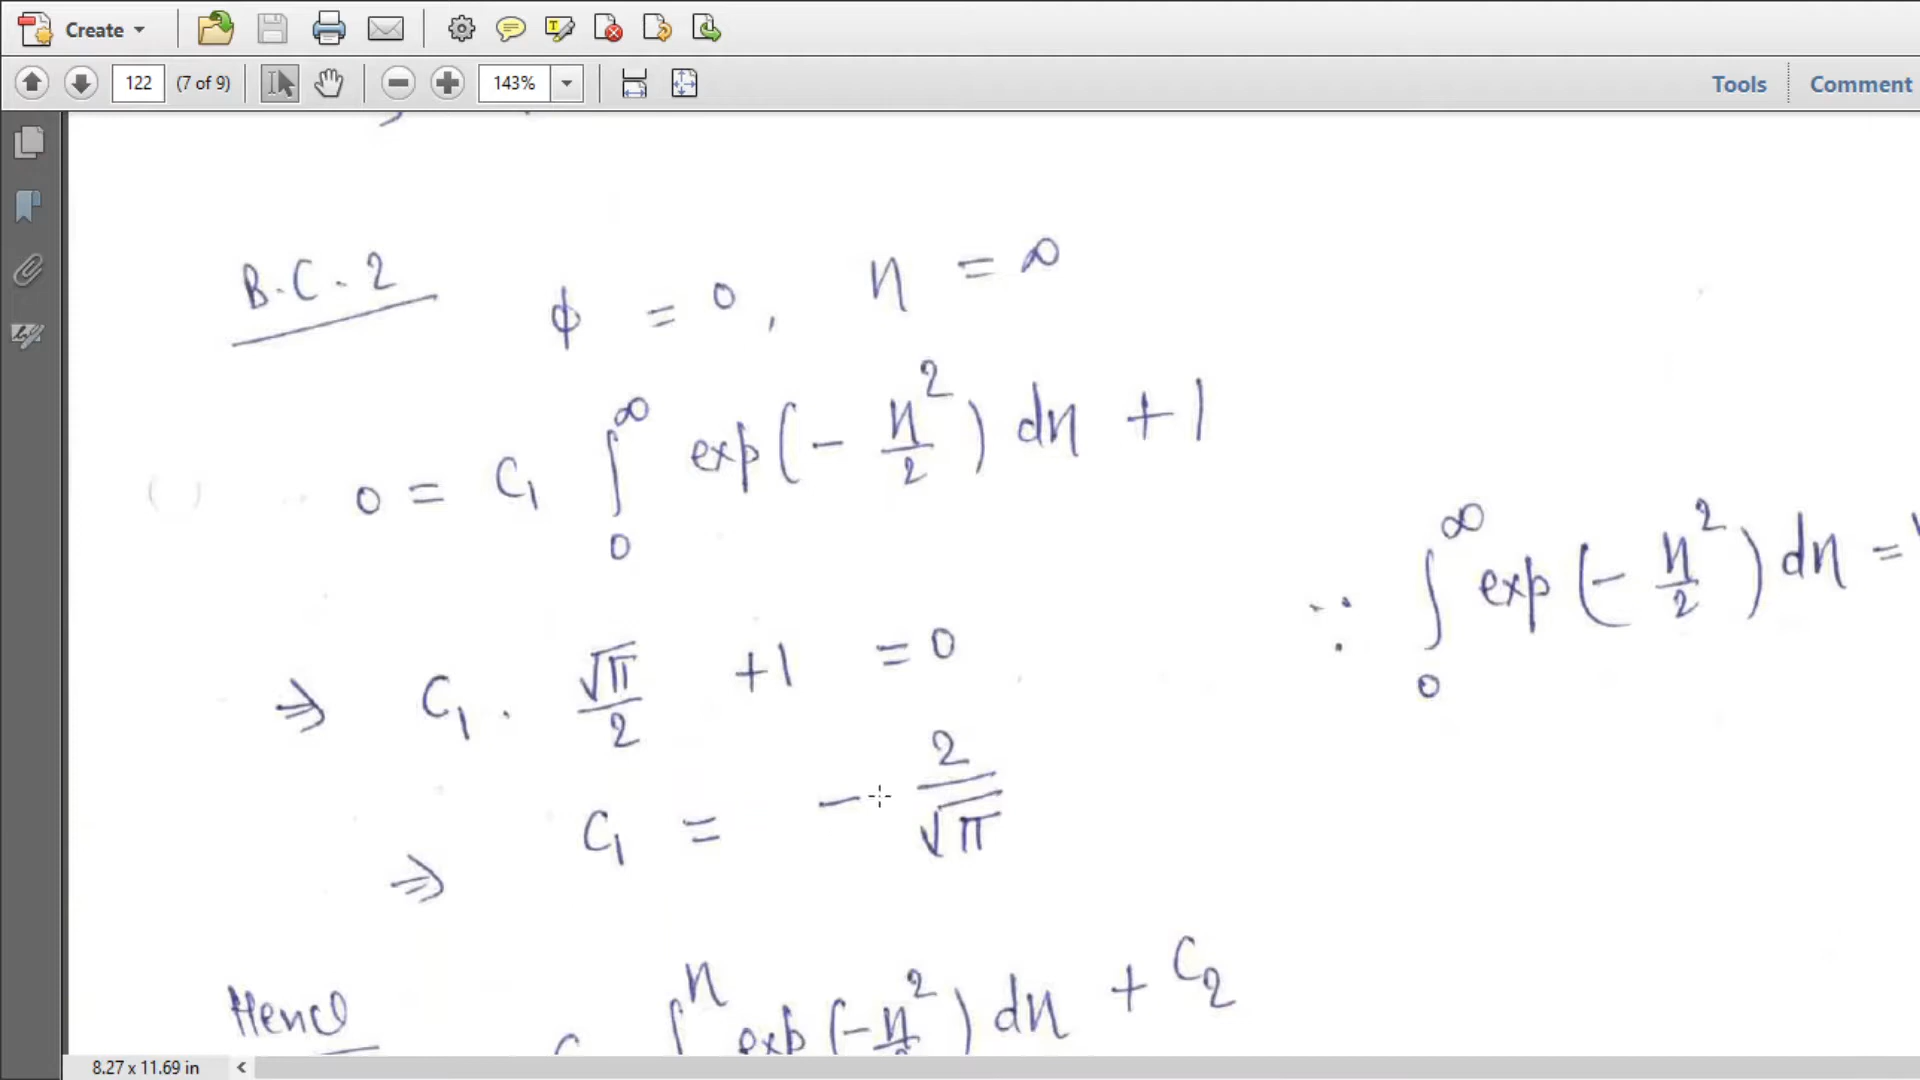 Create
122 (7 of 9) 143% Tools Comment
B.C.2 ϕ = 0, η = ∞
0 = C₁ ∫₀^∞ exp(− η²/2) dη + 1
∵ ∫₀^∞ exp(− η²/2) dη =
⇒ C₁ . √π/2 + 1 = 0
⇒ C₁ = − 2/√π
Hence ∫^η exp(−η²/2) dη + C₂
8.27 x 11.69 in